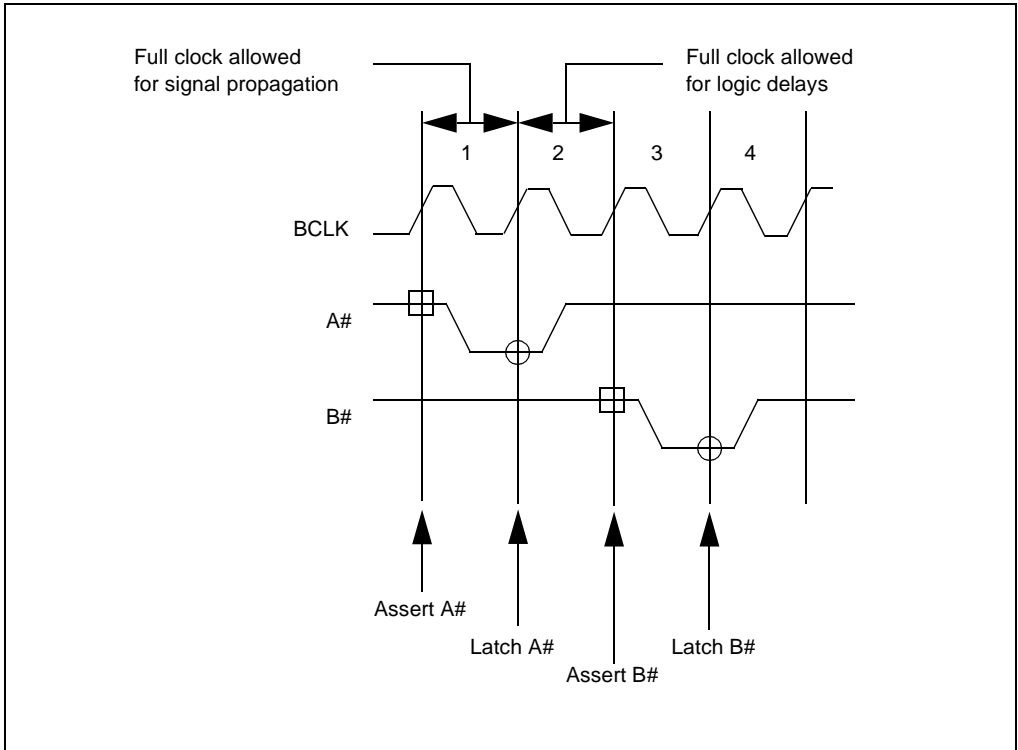 Full clock allowed
for signal propagation
Full clock allowed
for logic delays
1 2 3 4
BCLK
A#
B#
Assert A#
Latch A#
Assert B#
Latch B#